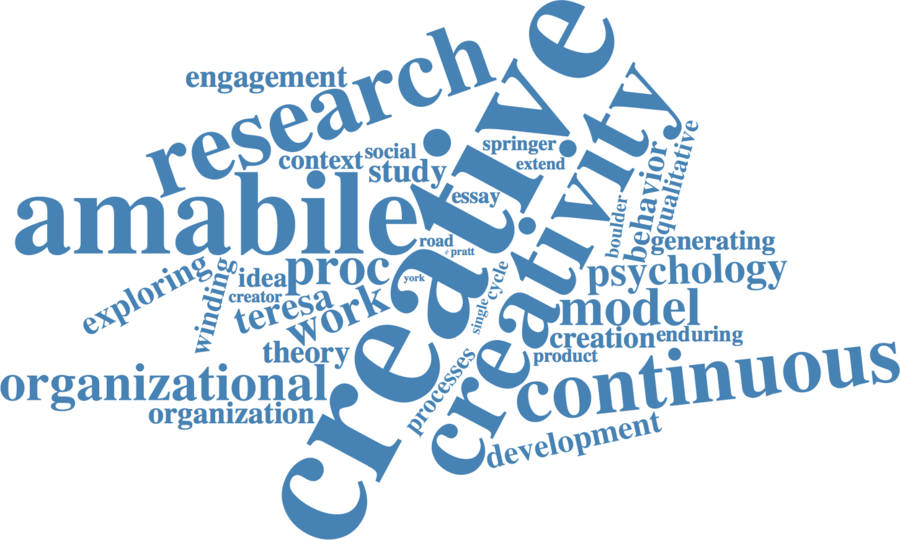 creative
engagement
research
creativity
context
social
study
springer
extend
essay
amabile
behavior
qualitative
boulder
generating
road
pratt
exploring
winding
idea
proc
york
single
cycle
psychology
creator
teresa
work
model
theory
creation
enduring
product
organizational
organization
processes
continuous
development